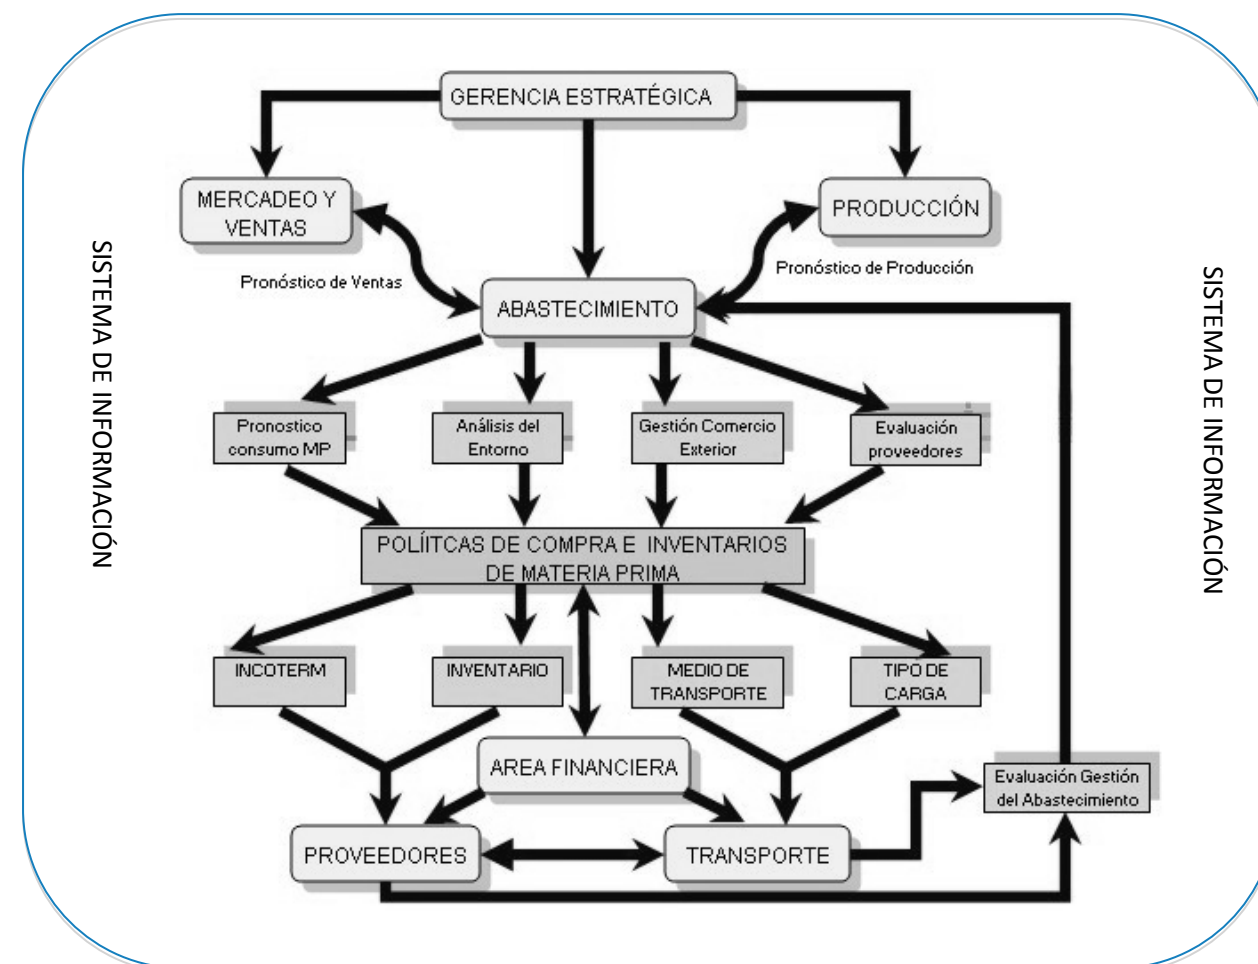 GERENCIA ESTRATÉGICA
MERCADEO Y
VENTAS
PRODUCCIÓN
Pronóstico de Ventas
Pronóstico de Producción
ABASTECIMIENTO
SISTEMA DE INFORMACIÓN
SISTEMA DE INFORMACIÓN
Pronostico
consumo MP
Análisis del
Entorno
Gestión Comercio
Exterior
Evaluación
proveedores
POLÍITCAS DE COMPRA E INVENTARIOS
DE MATERIA PRIMA
INCOTERM
INVENTARIO
MEDIO DE
TRANSPORTE
TIPO DE
CARGA
AREA FINANCIERA
Evaluación Gestión
del Abastecimiento
PROVEEDORES
TRANSPORTE